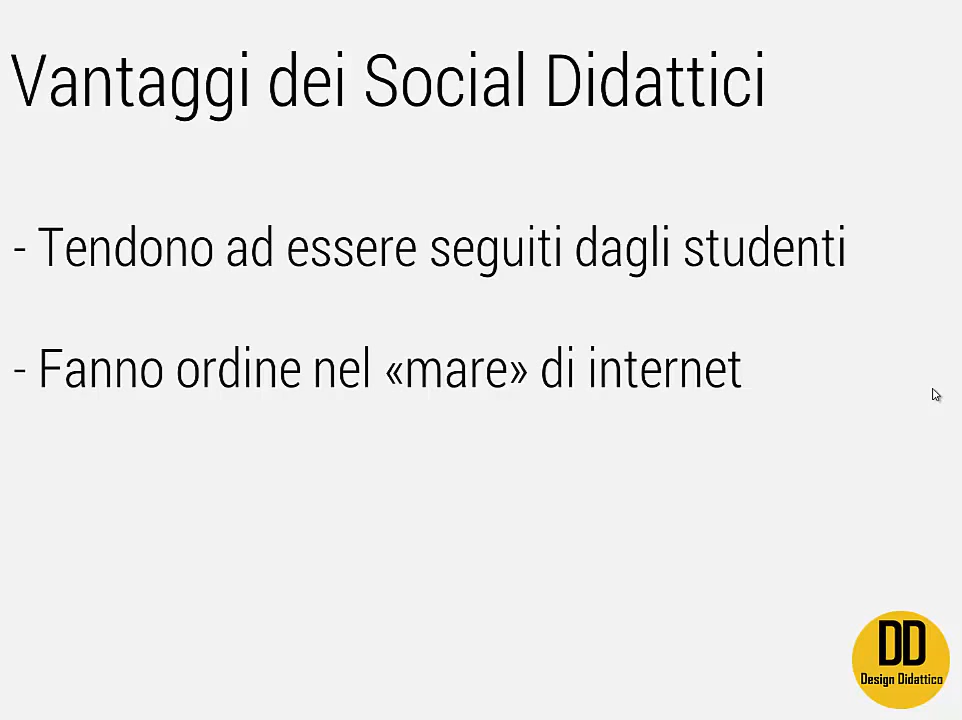 Vantaggi dei Social Didattici
- Tendono ad essere seguiti dagli studenti
- Fanno ordine nel «mare» di internet
DD
Design Didattico